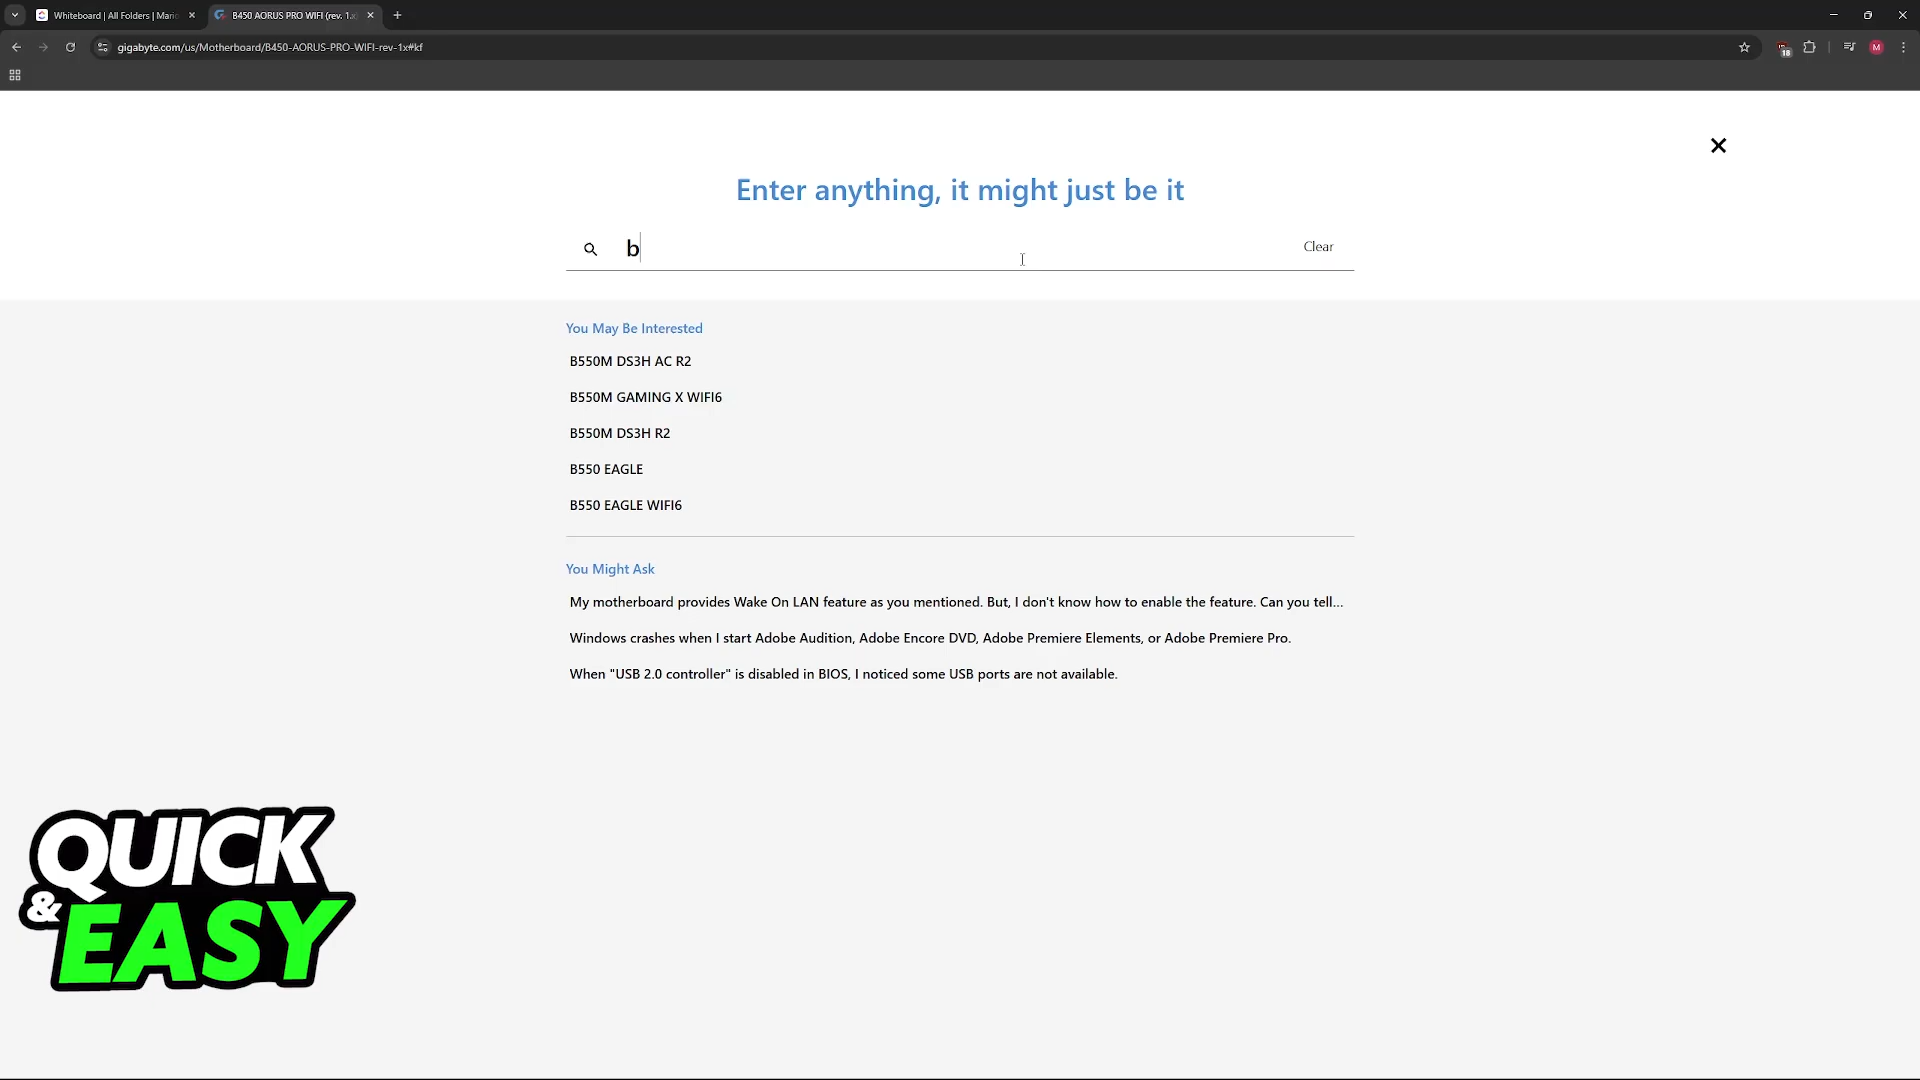 Whiteboard | All Folders | Mario
B450 AORUS PRO WIFI (rev. 1.x
gigabyte.com/us/Motherboard/B450-AORUS-PRO-WIFI-rev-1x#kf
18
M
Enter anything, it might just be it
b
Clear
You May Be Interested
B550M DS3H AC R2
B550M GAMING X WIFI6
B550M DS3H R2
B550 EAGLE
B550 EAGLE WIFI6
You Might Ask
My motherboard provides Wake On LAN feature as you mentioned. But, I don't know how to enable the feature. Can you tell...
Windows crashes when I start Adobe Audition, Adobe Encore DVD, Adobe Premiere Elements, or Adobe Premiere Pro.
When "USB 2.0 controller" is disabled in BIOS, I noticed some USB ports are not available.
QUICK
& EASY